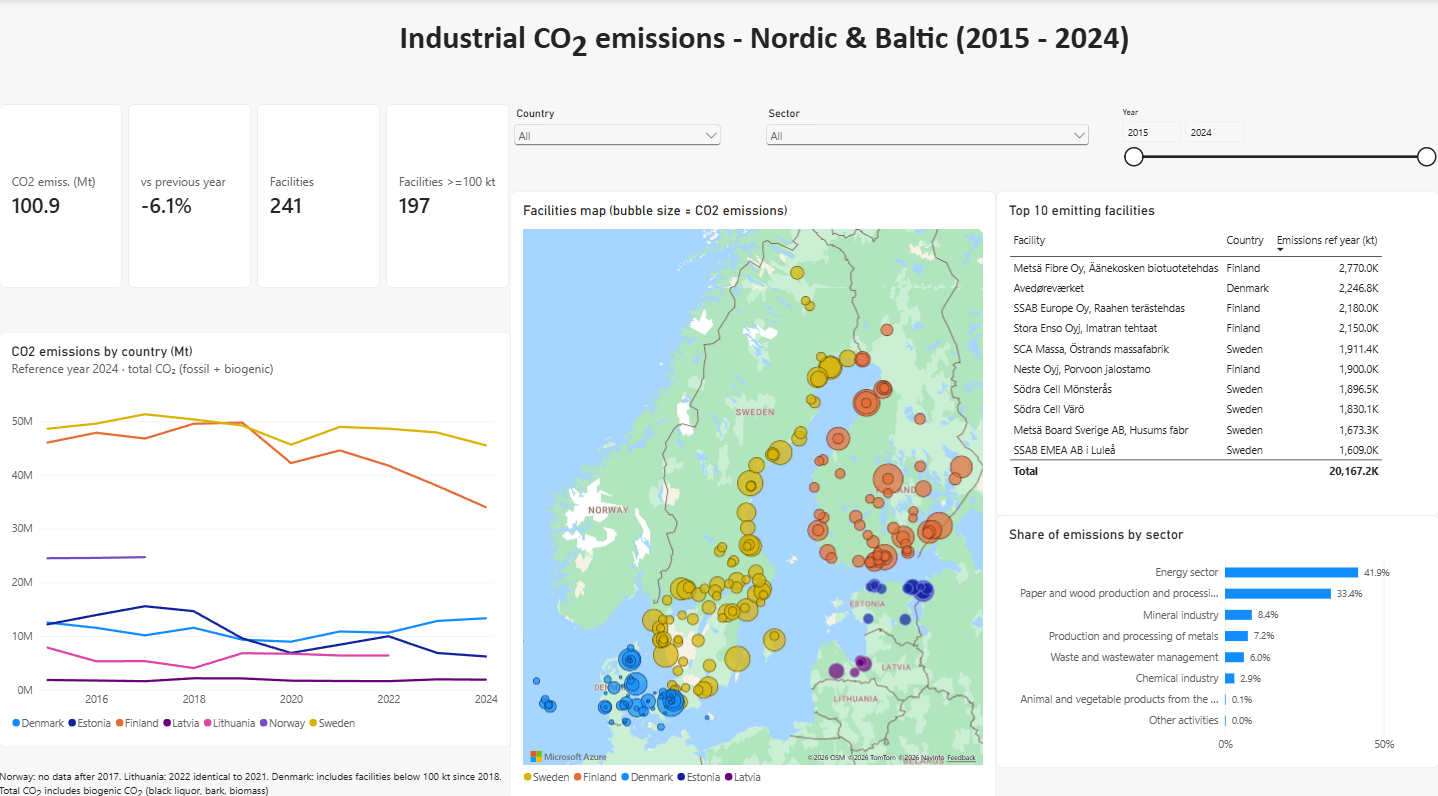 Industrial CO2 emissions - Nordic & Baltic (2015 - 2024)
CO2 emiss. (Mt)
100.9
vs previous year
-6.1%
Facilities
241
Facilities >=100 kt
197
Country
All
Sector
All
Year
2015
2024
CO2 emissions by country (Mt)
Reference year 2024 · total CO₂ (fossil + biogenic)
50M
40M
30M
20M
10M
0M
2016
2018
2020
2022
2024
Denmark Estonia Finland Latvia Lithuania Norway Sweden
Norway: no data after 2017. Lithuania: 2022 identical to 2021. Denmark: includes facilities below 100 kt since 2018.
Total CO₂ includes biogenic CO₂ (black liquor, bark, biomass)
Facilities map (bubble size = CO2 emissions)
SWEDEN
NORWAY
ESTONIA
LATVIA
LITHUANIA
Microsoft Azure
©2026 OSM ©2026 TomTom ©2026 NavInfo Feedback
Sweden Finland Denmark Estonia Latvia
Top 10 emitting facilities
Facility Country Emissions ref year (kt)
Metsä Fibre Oy, Äänekosken biotuotetehdas Finland 2,770.0K
Avedøreværket Denmark 2,246.8K
SSAB Europe Oy, Raahen terästehdas Finland 2,180.0K
Stora Enso Oyj, Imatran tehtaat Finland 2,150.0K
SCA Massa, Östrands massafabrik Sweden 1,911.4K
Neste Oyj, Porvoon jalostamo Finland 1,900.0K
Södra Cell Mönsterås Sweden 1,896.5K
Södra Cell Värö Sweden 1,830.1K
Metsä Board Sverige AB, Husums fabr Sweden 1,673.3K
SSAB EMEA AB i Luleå Sweden 1,609.0K
Total 20,167.2K
Share of emissions by sector
Energy sector 41.9%
Paper and wood production and processi... 33.4%
Mineral industry 8.4%
Production and processing of metals 7.2%
Waste and wastewater management 6.0%
Chemical industry 2.9%
Animal and vegetable products from the ... 0.1%
Other activities 0.0%
0%
50%